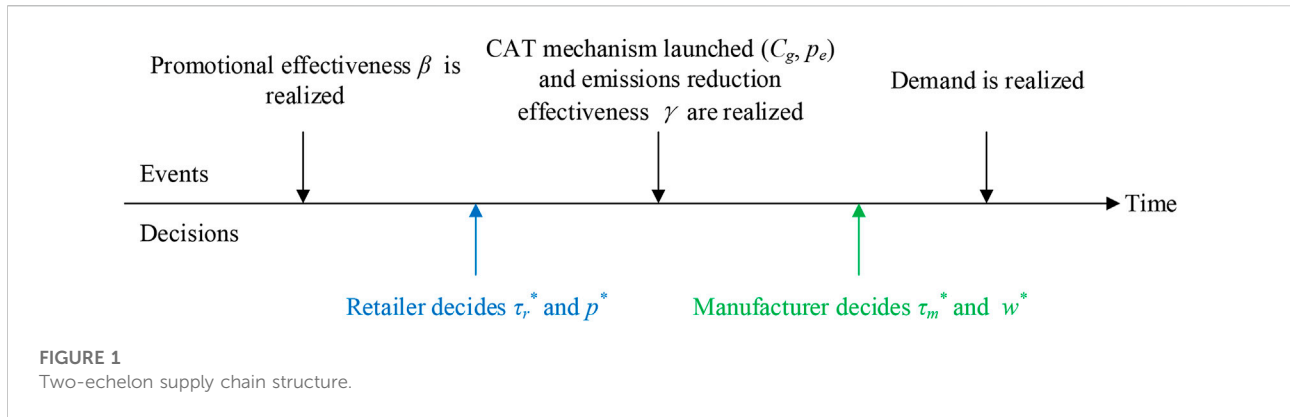 Promotional effectiveness β is
realized
CAT mechanism launched (C_g, p_e)
and emissions reduction
effectiveness γ are realized
Demand is realized
Events
Time
Decisions
Retailer decides τ_r* and p*
Manufacturer decides τ_m* and w*
FIGURE 1
Two-echelon supply chain structure.